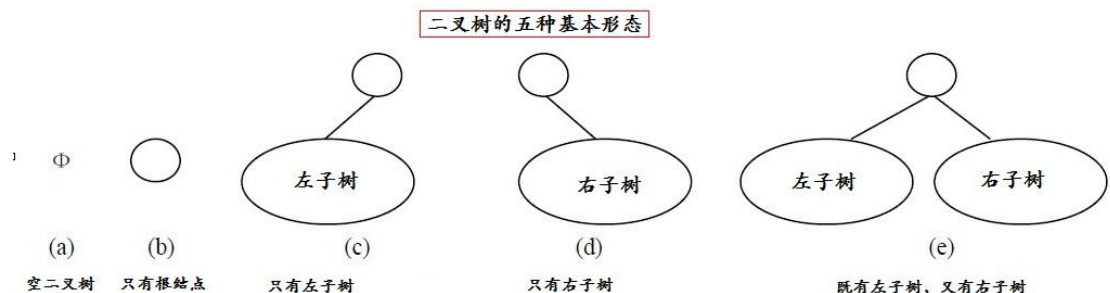 二叉树的五种基本形态
Φ
左子树 右子树 左子树 右子树
(a) (b) (c) (d) (e)
空二叉树 只有根结点 只有左子树 只有右子树 既有左子树，又有右子树